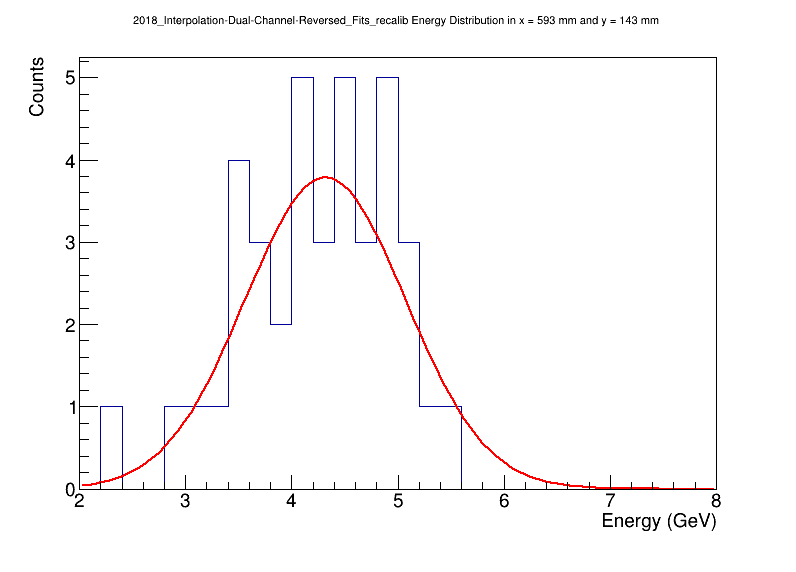 2018_Interpolation-Dual-Channel-Reversed_Fits_recalib Energy Distribution in x = 593 mm and y = 143 mm
Counts
5
4
3
2
1
0
2 3 4 5 6 7 8
Energy (GeV)